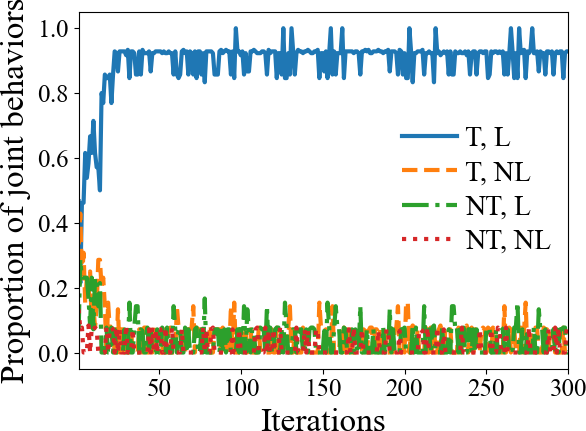 Proportion of joint behaviors
1.0
0.8
0.6
0.4
0.2
0.0
T, L
T, NL
NT, L
NT, NL
50 100 150 200 250 300
Iterations